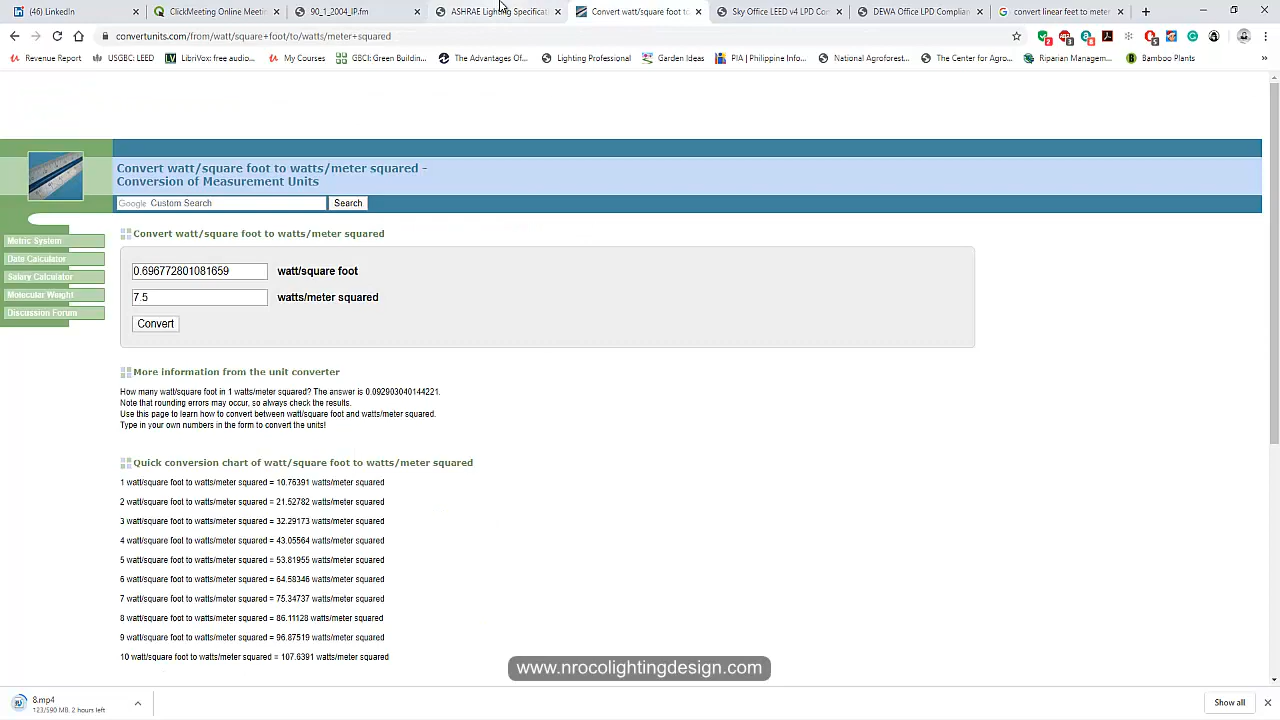 (46) LinkedIn
ClickMeeting Online Meetin
90_1_2004_IP.fm
ASHRAE Lighting Specificati
Convert watt/square foot to
Sky Office LEED v4 LPD Com
DEWA Office LPD Complian
convert linear feet to meter
convertunits.com/from/watt/square+foot/to/watts/meter+squared
Revenue Report
USGBC: LEED
LibriVox: free audio...
My Courses
GBCI: Green Buildin...
The Advantages Of...
Lighting Professional
Garden Ideas
PIA | Philippine Info...
National Agroforest...
The Center for Agro...
Riparian Managem...
Bamboo Plants
Convert watt/square foot to watts/meter squared -
Conversion of Measurement Units
Google Custom Search
Search
Metric System
Date Calculator
Salary Calculator
Molecular Weight
Discussion Forum
Convert watt/square foot to watts/meter squared
0.696772801081659 watt/square foot
7.5 watts/meter squared
Convert
More information from the unit converter
How many watt/square foot in 1 watts/meter squared? The answer is 0.092903040144221.
Note that rounding errors may occur, so always check the results.
Use this page to learn how to convert between watt/square foot and watts/meter squared.
Type in your own numbers in the form to convert the units!
Quick conversion chart of watt/square foot to watts/meter squared
1 watt/square foot to watts/meter squared = 10.76391 watts/meter squared
2 watt/square foot to watts/meter squared = 21.52782 watts/meter squared
3 watt/square foot to watts/meter squared = 32.29173 watts/meter squared
4 watt/square foot to watts/meter squared = 43.05564 watts/meter squared
5 watt/square foot to watts/meter squared = 53.81955 watts/meter squared
6 watt/square foot to watts/meter squared = 64.58346 watts/meter squared
7 watt/square foot to watts/meter squared = 75.34737 watts/meter squared
8 watt/square foot to watts/meter squared = 86.11128 watts/meter squared
9 watt/square foot to watts/meter squared = 96.87519 watts/meter squared
10 watt/square foot to watts/meter squared = 107.6391 watts/meter squared
www.nrocolightingdesign.com
8.mp4
123/590 MB, 2 hours left
Show all